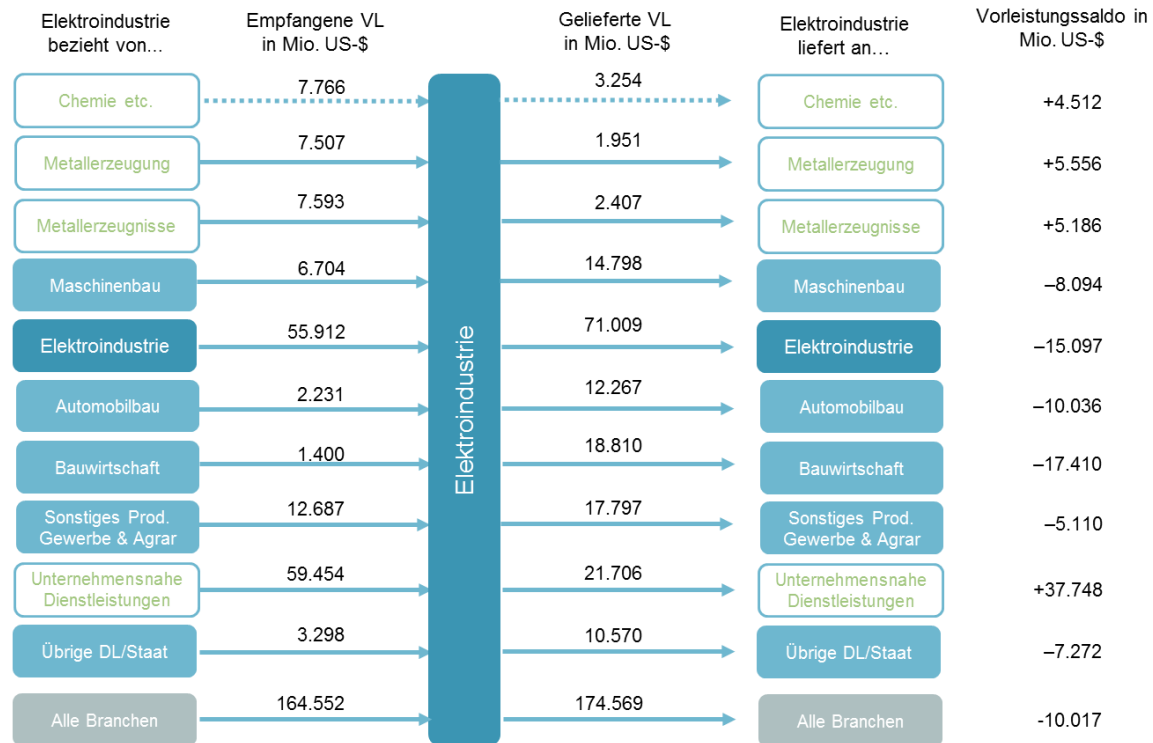 Elektroindustrie
bezieht von...
Empfangene VL
in Mio. US-$
Gelieferte VL
in Mio. US-$
Elektroindustrie
liefert an...
Vorleistungssaldo in
Mio. US-$
Chemie etc.
7.766
3.254
Chemie etc.
+4.512
Metallerzeugung
7.507
1.951
Metallerzeugung
+5.556
Metallerzeugnisse
7.593
2.407
Metallerzeugnisse
+5.186
Maschinenbau
6.704
14.798
Maschinenbau
–8.094
Elektroindustrie
55.912
Elektroindustrie
71.009
Elektroindustrie
–15.097
Automobilbau
2.231
12.267
Automobilbau
–10.036
Bauwirtschaft
1.400
18.810
Bauwirtschaft
–17.410
Sonstiges Prod.
Gewerbe & Agrar
12.687
17.797
Sonstiges Prod.
Gewerbe & Agrar
–5.110
Unternehmensnahe
Dienstleistungen
59.454
21.706
Unternehmensnahe
Dienstleistungen
+37.748
Übrige DL/Staat
3.298
10.570
Übrige DL/Staat
–7.272
Alle Branchen
164.552
174.569
Alle Branchen
-10.017